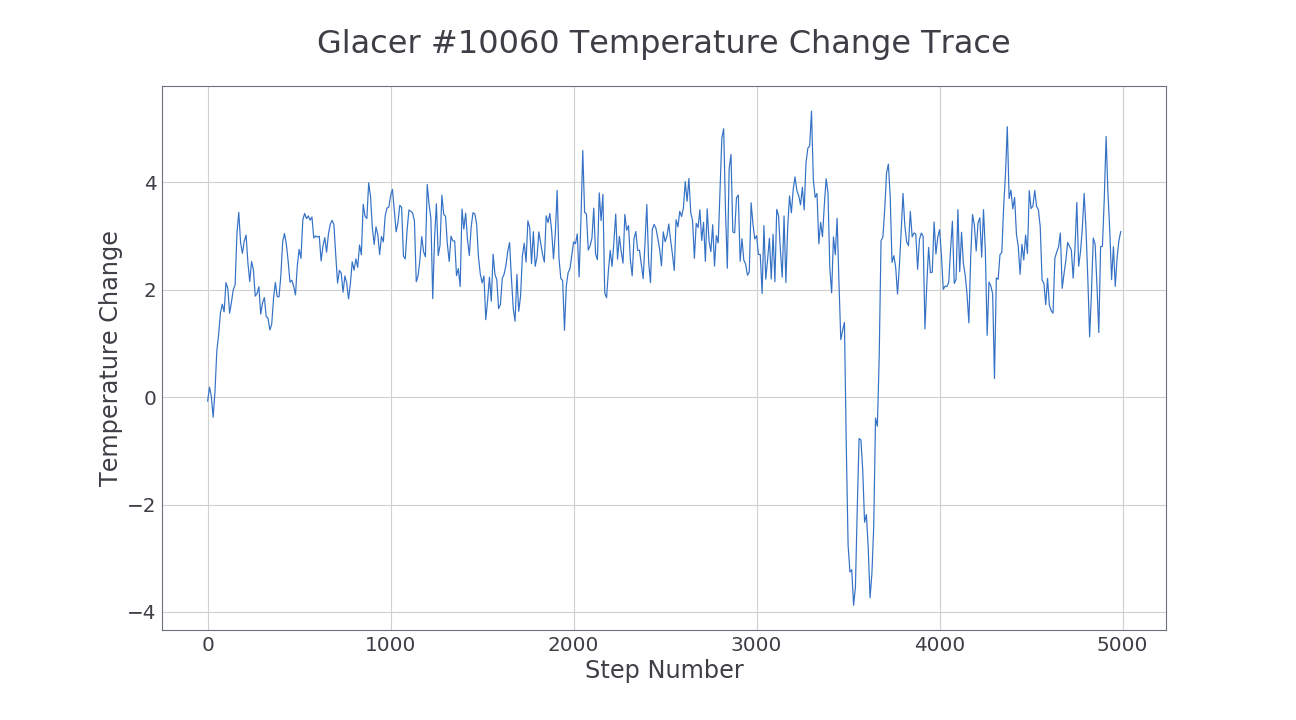 Glacer #10060 Temperature Change Trace
Temperature Change
4
2
0
−2
−4
0 1000 2000 3000 4000 5000
Step Number